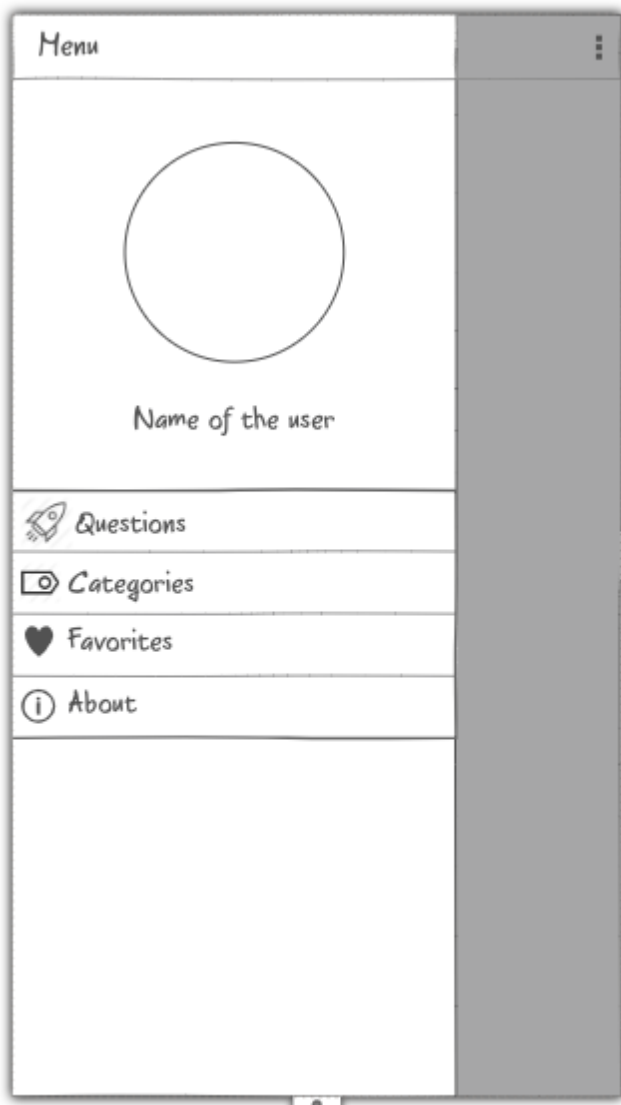 Menu
Name of the user
Questions
Categories
Favorites
About